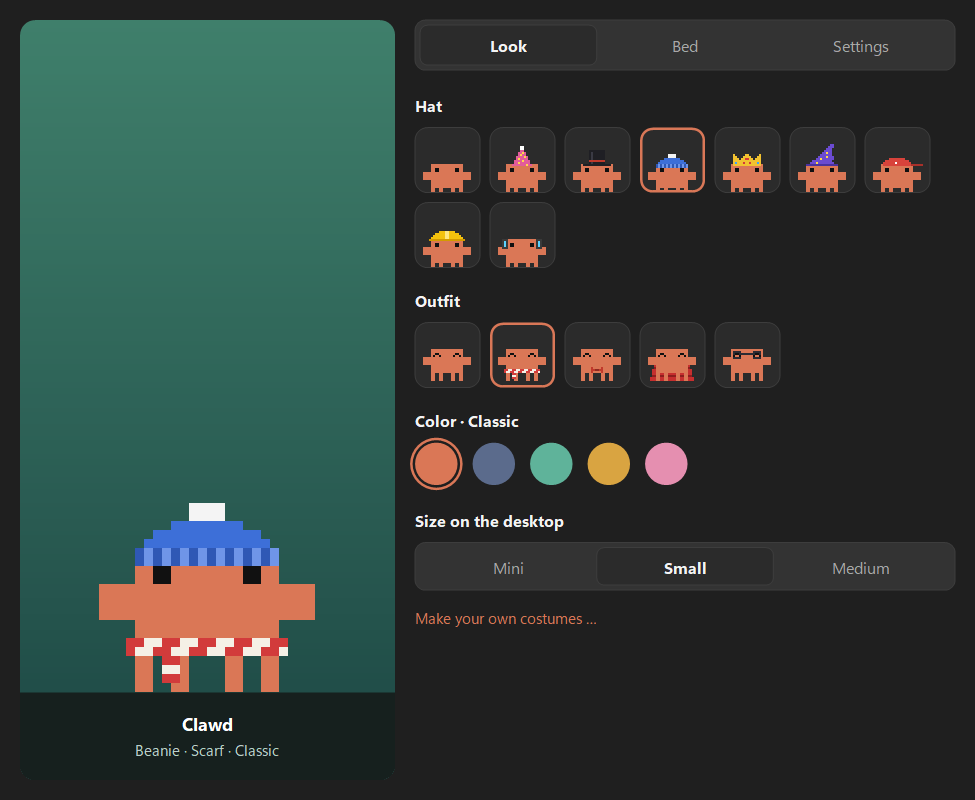 Look
Bed
Settings
Hat
Outfit
Color · Classic
Size on the desktop
Mini
Small
Medium
Make your own costumes ...
Clawd
Beanie · Scarf · Classic